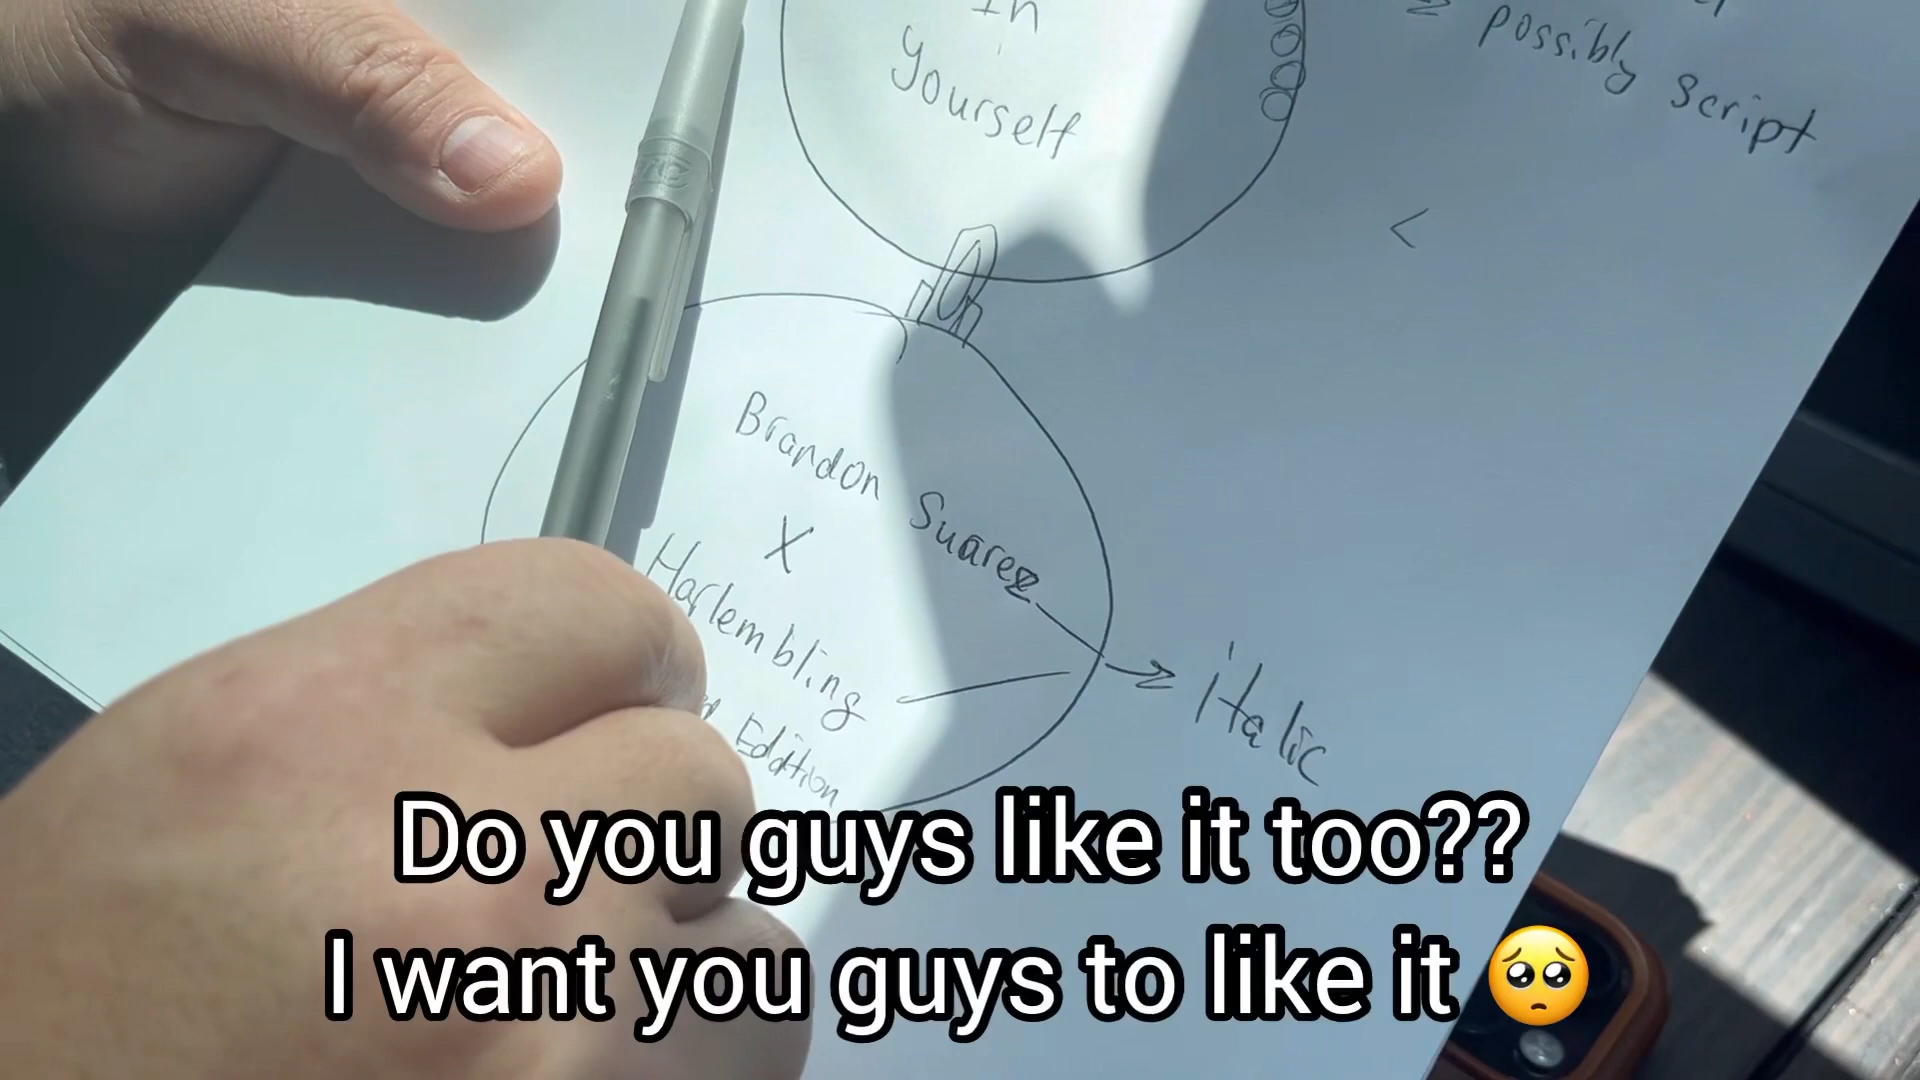 In
yourself
possibly script
Brandon Suarez
X
Harlembling
Edition
italic
Do you guys like it too??
I want you guys to like it 🥺